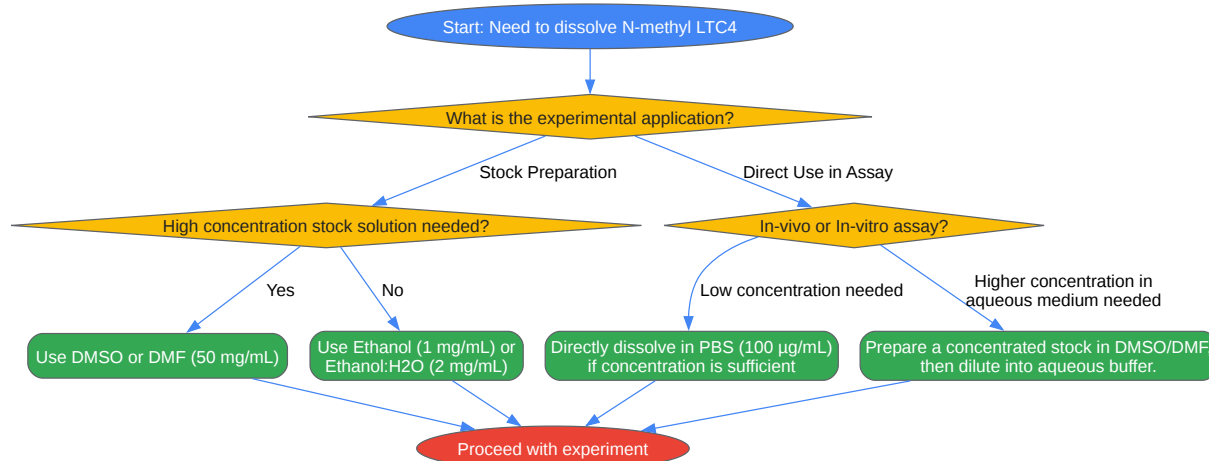 Start: Need to dissolve N-methyl LTC4
What is the experimental application?
Stock Preparation
Direct Use in Assay
High concentration stock solution needed?
In-vivo or In-vitro assay?
Yes
No
Low concentration needed
Higher concentration in
aqueous medium needed
Use DMSO or DMF (50 mg/mL)
Use Ethanol (1 mg/mL) or
Ethanol:H2O (2 mg/mL)
Directly dissolve in PBS (100 µg/mL)
if concentration is sufficient
Prepare a concentrated stock in DMSO/DMF,
then dilute into aqueous buffer.
Proceed with experiment